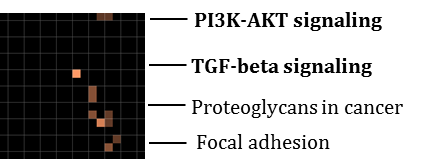 PI3K-AKT signaling
TGF-beta signaling
Proteoglycans in cancer
Focal adhesion